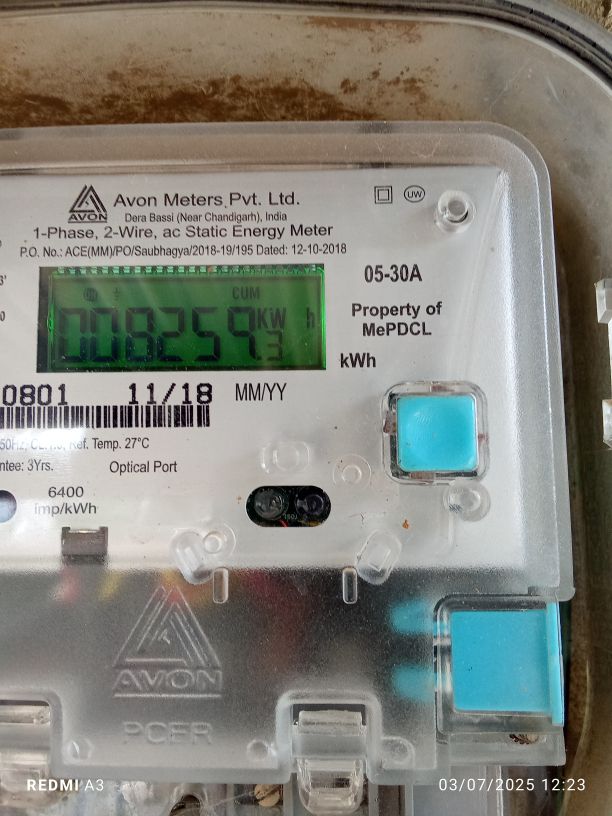 AVON
Avon Meters Pvt. Ltd.
Dera Bassi (Near Chandigarh), India
UW
1-Phase, 2-Wire, ac Static Energy Meter
P.O. No.: ACE(MM)/PO/Saubhagya/2018-19/195 Dated: 12-10-2018
05-30A
CUM
008259.3 KW h
Property of
MePDCL
kWh
0801 11/18 MM/YY
50Hz, Ref. Temp. 27°C
3Yrs. Optical Port
6400
imp/kWh
AVON
REDMI A3
03/07/2025 12:23